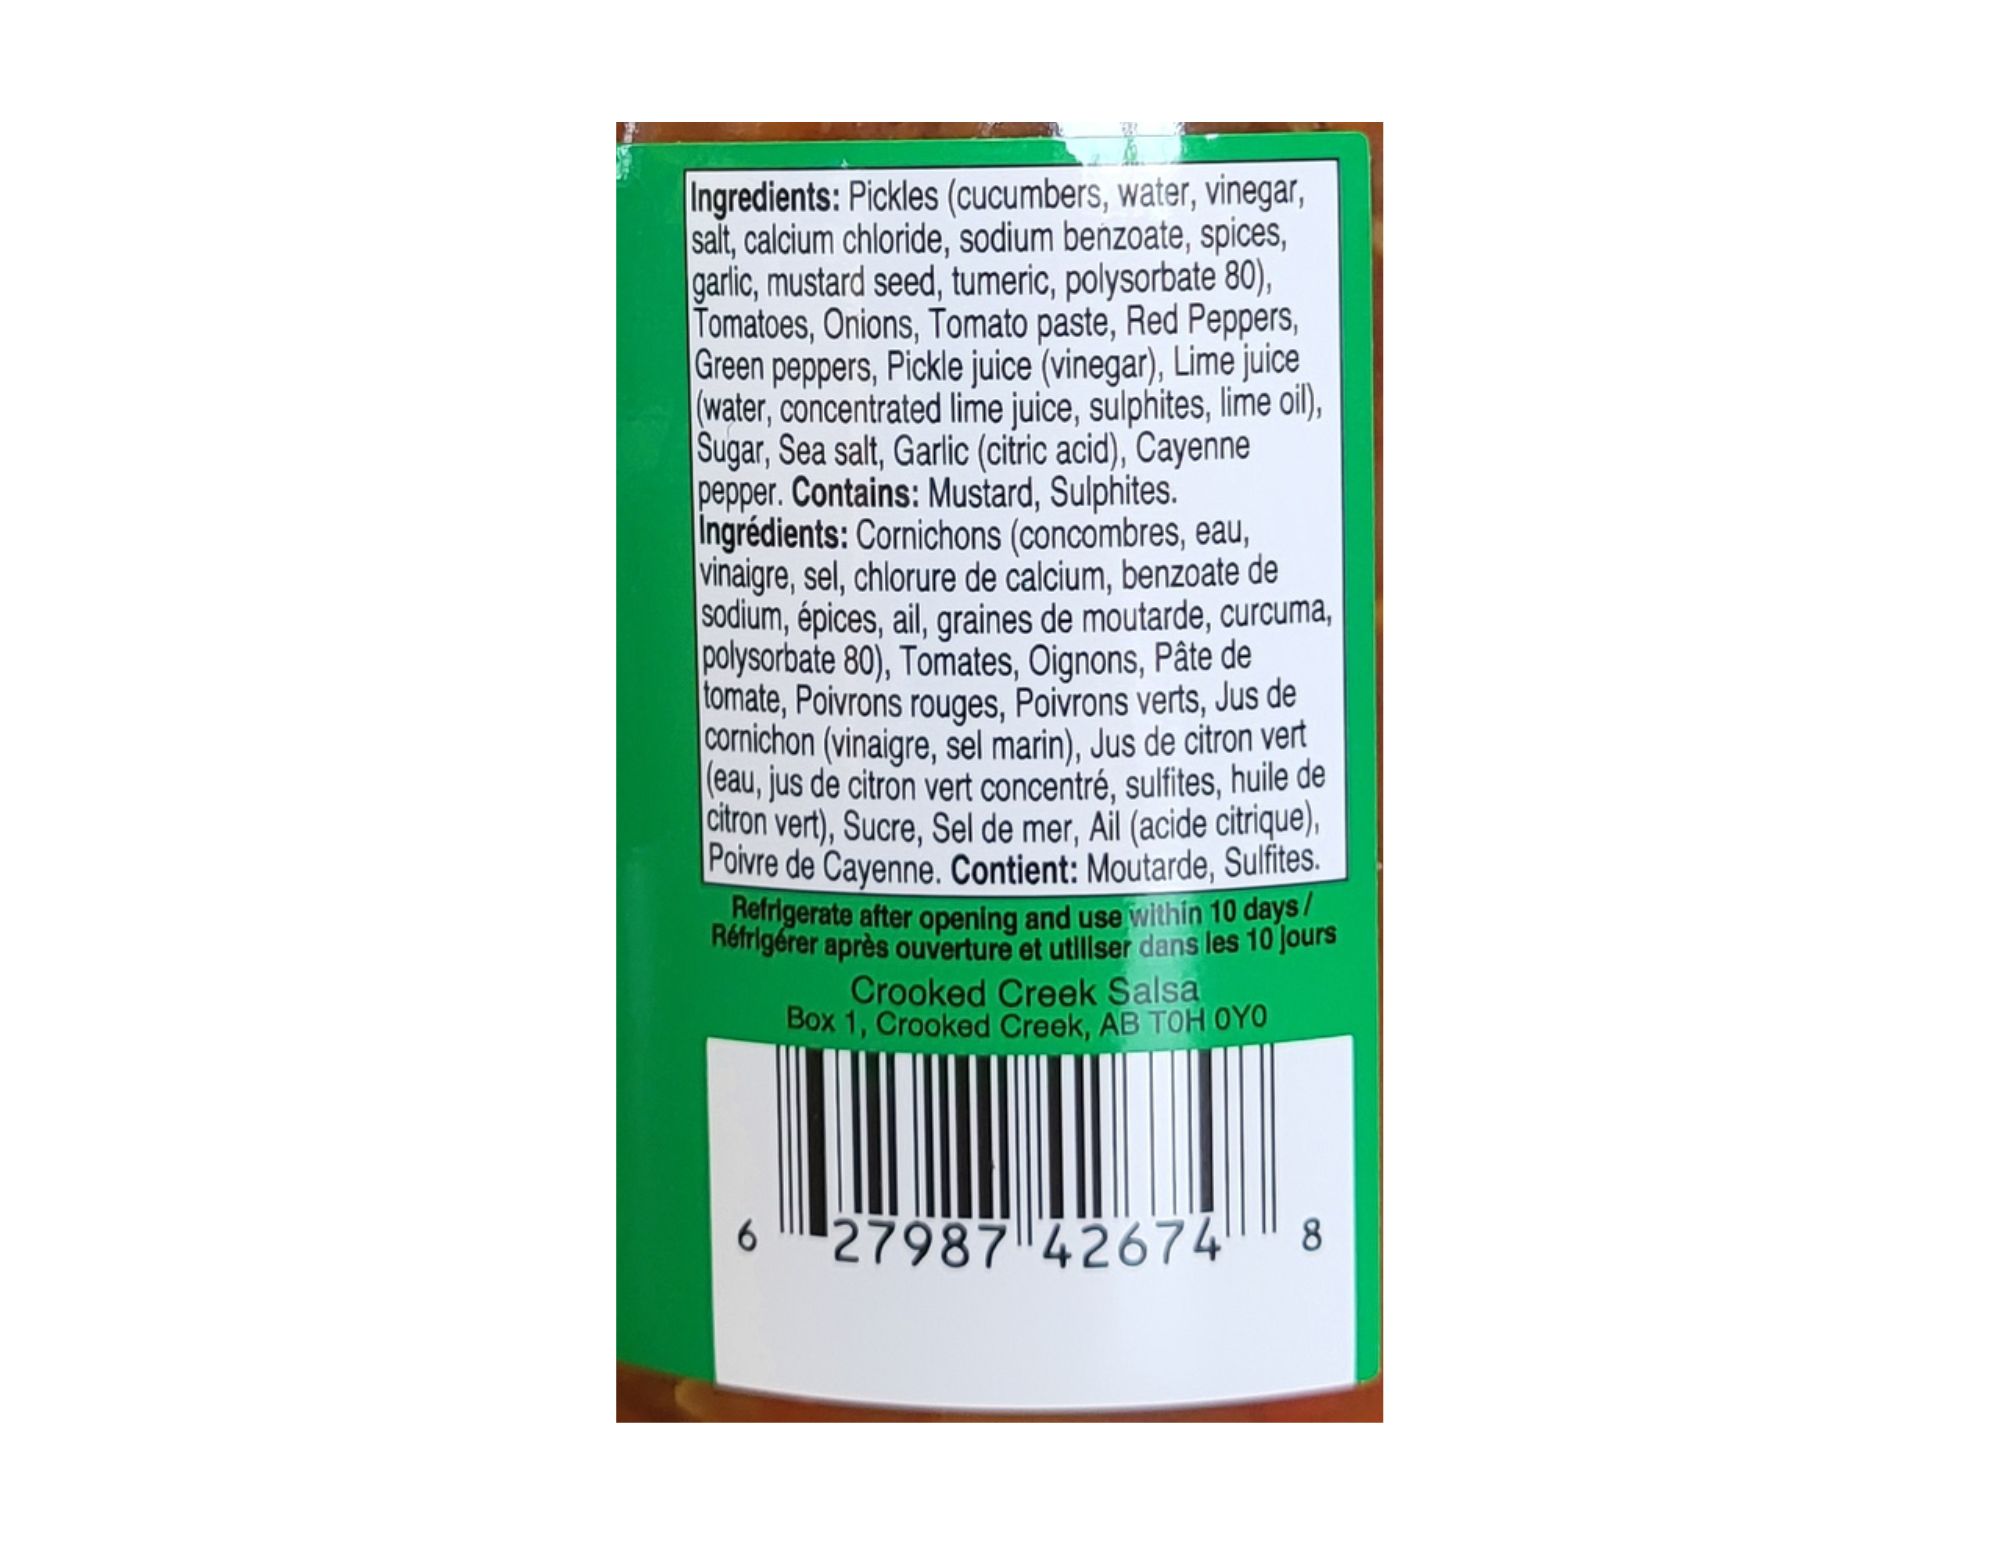 Ingredients: Pickles (cucumbers, water, vinegar,
salt, calcium chloride, sodium benzoate, spices,
garlic, mustard seed, tumeric, polysorbate 80),
Tomatoes, Onions, Tomato paste, Red Peppers,
Green peppers, Pickle juice (vinegar), Lime juice
(water, concentrated lime juice, sulphites, lime oil),
Sugar, Sea salt, Garlic (citric acid), Cayenne
pepper. Contains: Mustard, Sulphites.
Ingrédients: Cornichons (concombres, eau,
vinaigre, sel, chlorure de calcium, benzoate de
sodium, épices, ail, graines de moutarde, curcuma,
polysorbate 80), Tomates, Oignons, Pâte de
tomate, Poivrons rouges, Poivrons verts, Jus de
cornichon (vinaigre, sel marin), Jus de citron vert
(eau, jus de citron vert concentré, sulfites, huile de
citron vert), Sucre, Sel de mer, Ail (acide citrique),
Poivre de Cayenne. Contient: Moutarde, Sulfites.
Refrigerate after opening and use within 10 days /
Réfrigérer après ouverture et utiliser dans les 10 jours
Crooked Creek Salsa
Box 1, Crooked Creek, AB T0H 0Y0
6 27987 42674 8